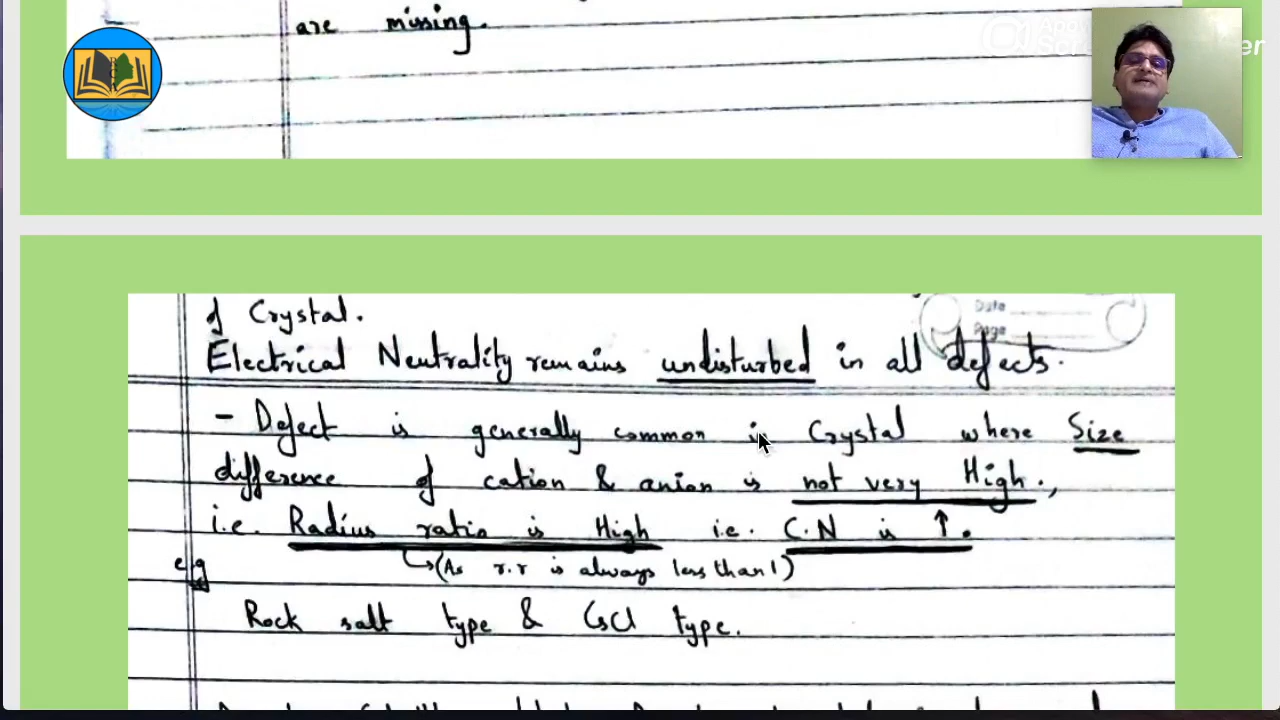 are missing.
of Crystal.
Date
Page
Electrical Neutrality remains undisturbed in all defects.
- Defect is generally common in Crystal where Size
difference of cation & anion is not very High.,
i.e. Radius ratio is High i.e. C.N is ↑.
↳(As r.r is always less than 1)
e.g
Rock salt type & CsCl type.